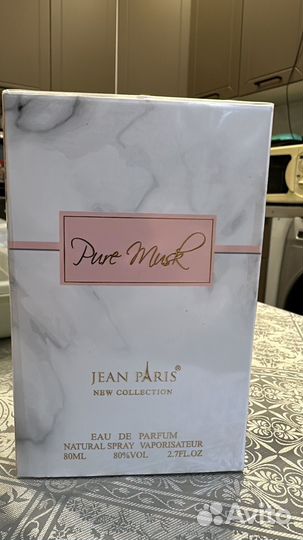 Pure Musk
JEAN PARIS®
NEW COLLECTION
EAU DE PARFUM
NATURAL SPRAY VAPORISATEUR
80ML 80%VOL 2.7FL.OZ
Avito